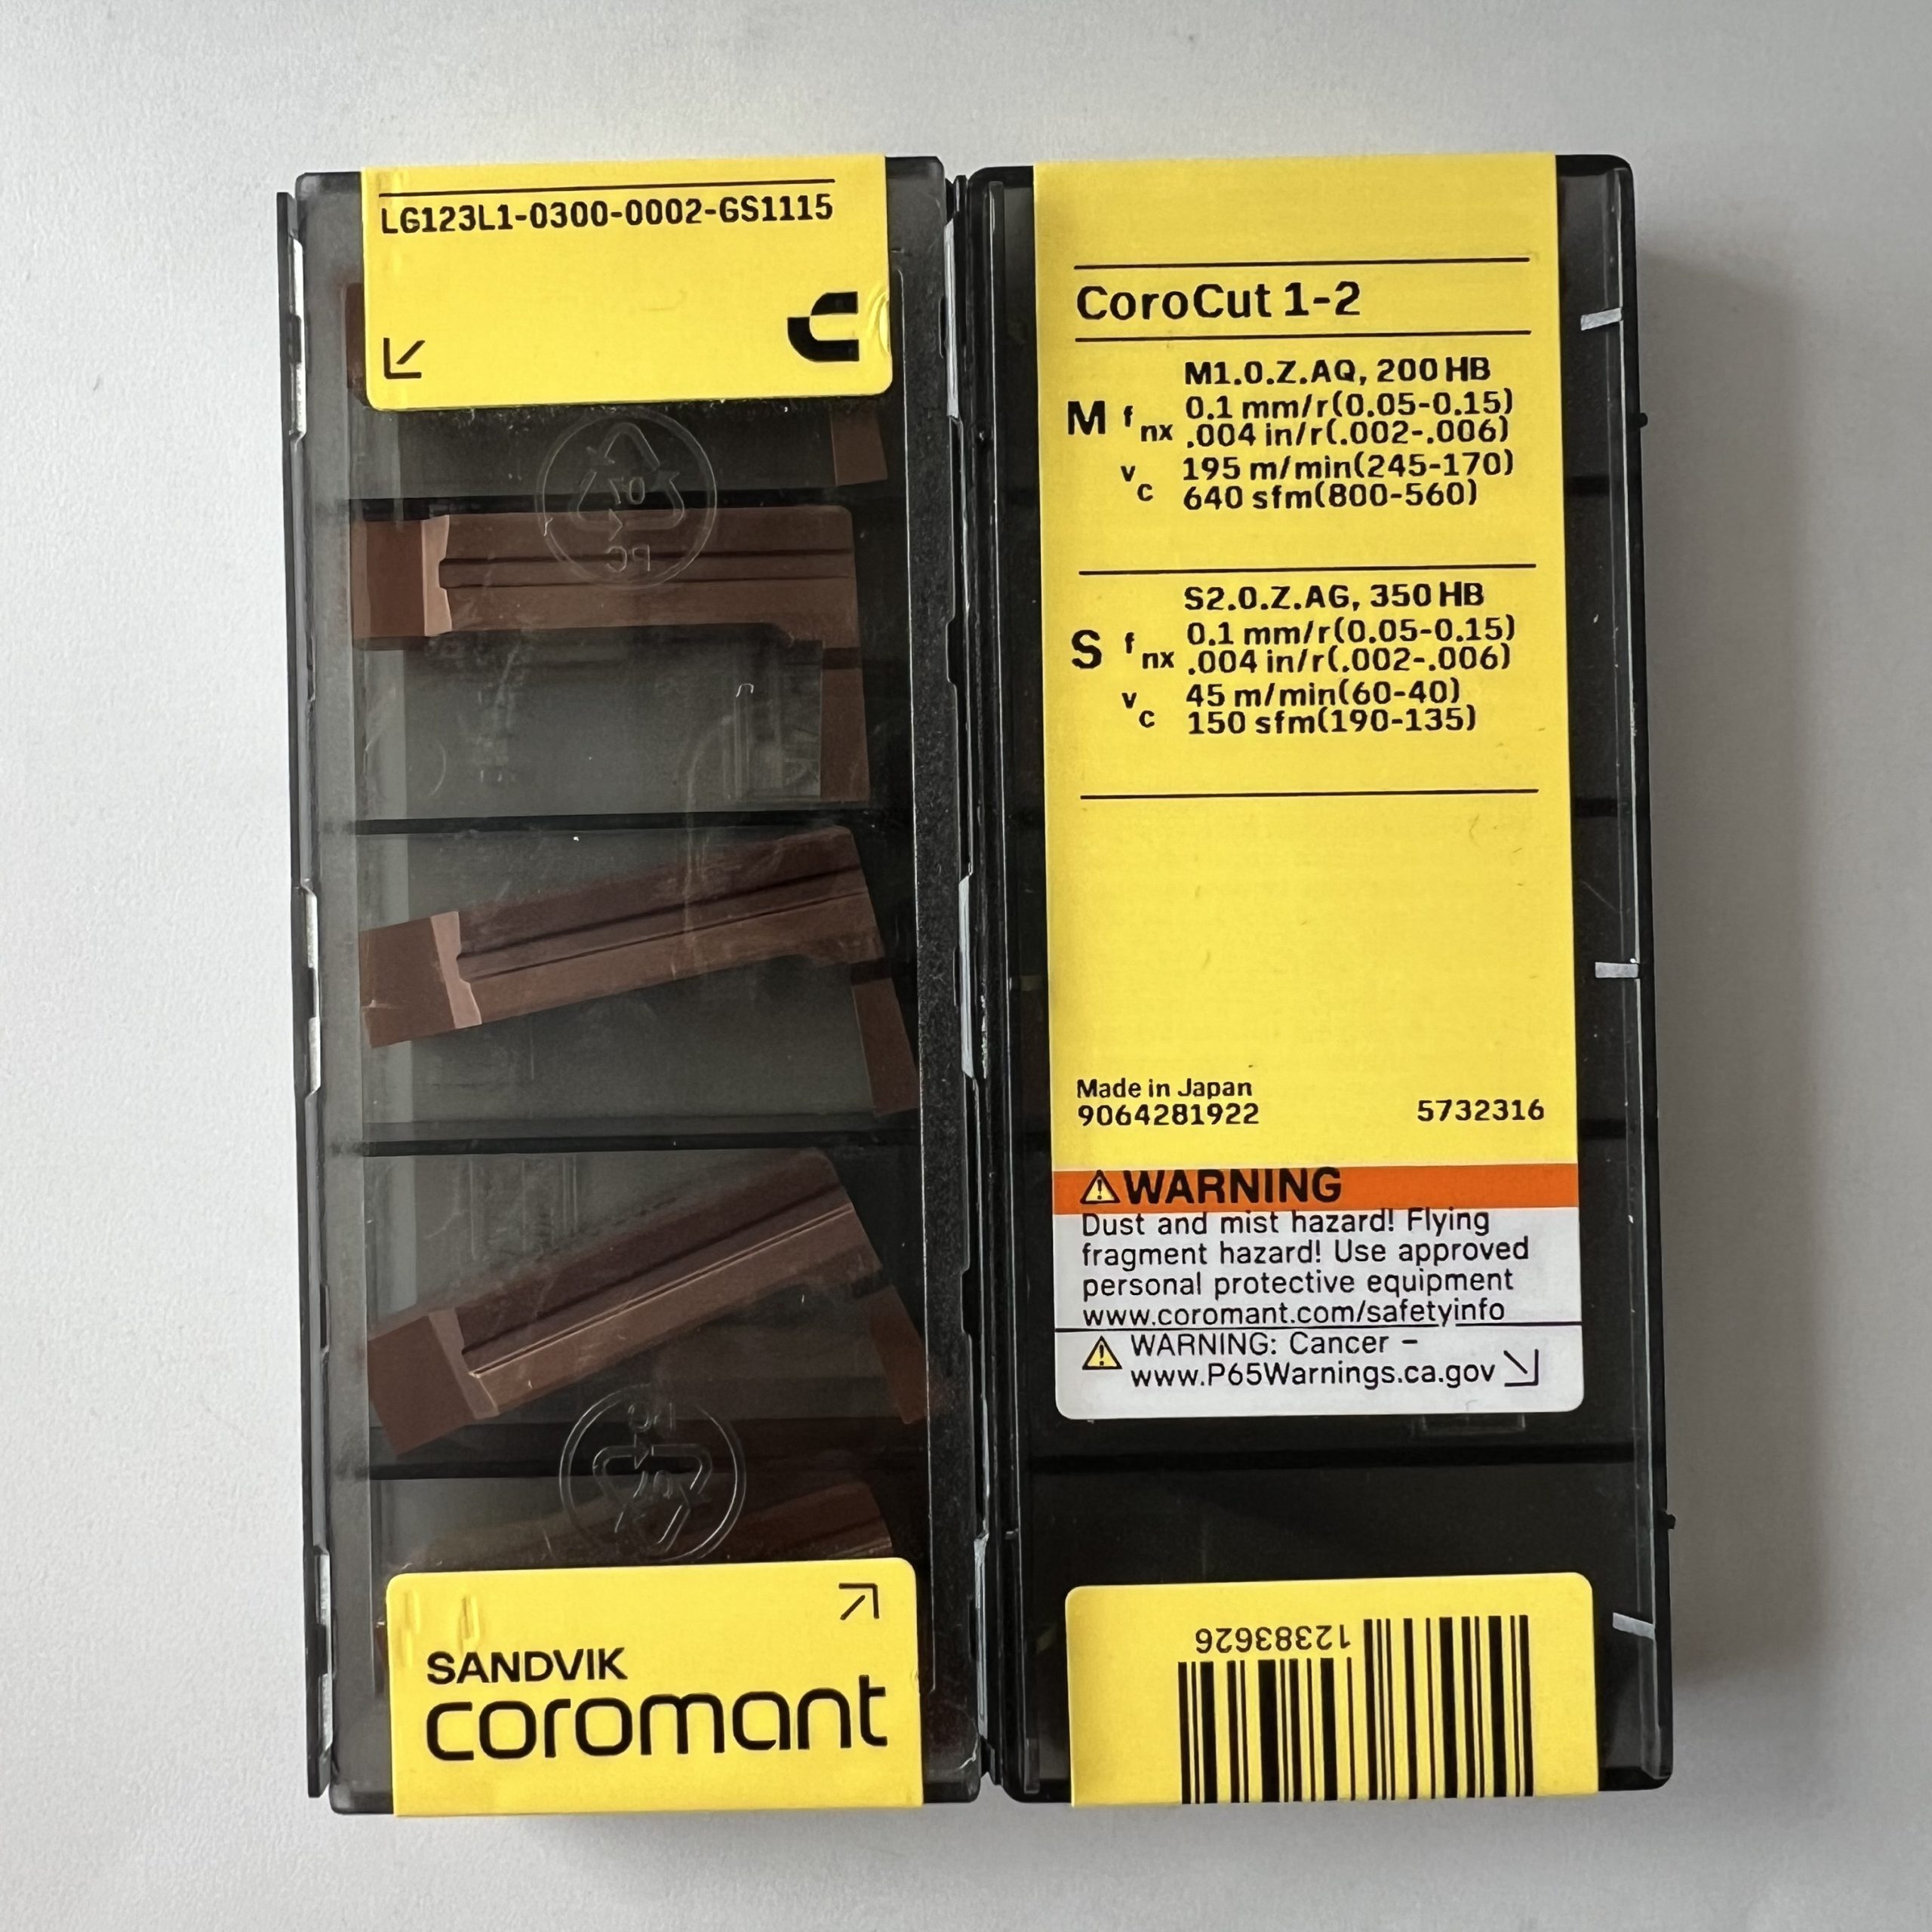 LG123L1-0300-0002-GS1115
07
PC
SANDVIK
coromant
CoroCut 1-2
M1.0.Z.AQ, 200 HB
M fnx 0.1 mm/r(0.05-0.15)
.004 in/r(.002-.006)
vc 195 m/min(245-170)
640 sfm(800-560)
S2.0.Z.AG, 350 HB
S fnx 0.1 mm/r(0.05-0.15)
.004 in/r(.002-.006)
vc 45 m/min(60-40)
150 sfm(190-135)
Made in Japan
9064281922 5732316
WARNING
Dust and mist hazard! Flying
fragment hazard! Use approved
personal protective equipment
www.coromant.com/safetyinfo
WARNING: Cancer –
www.P65Warnings.ca.gov
12383626